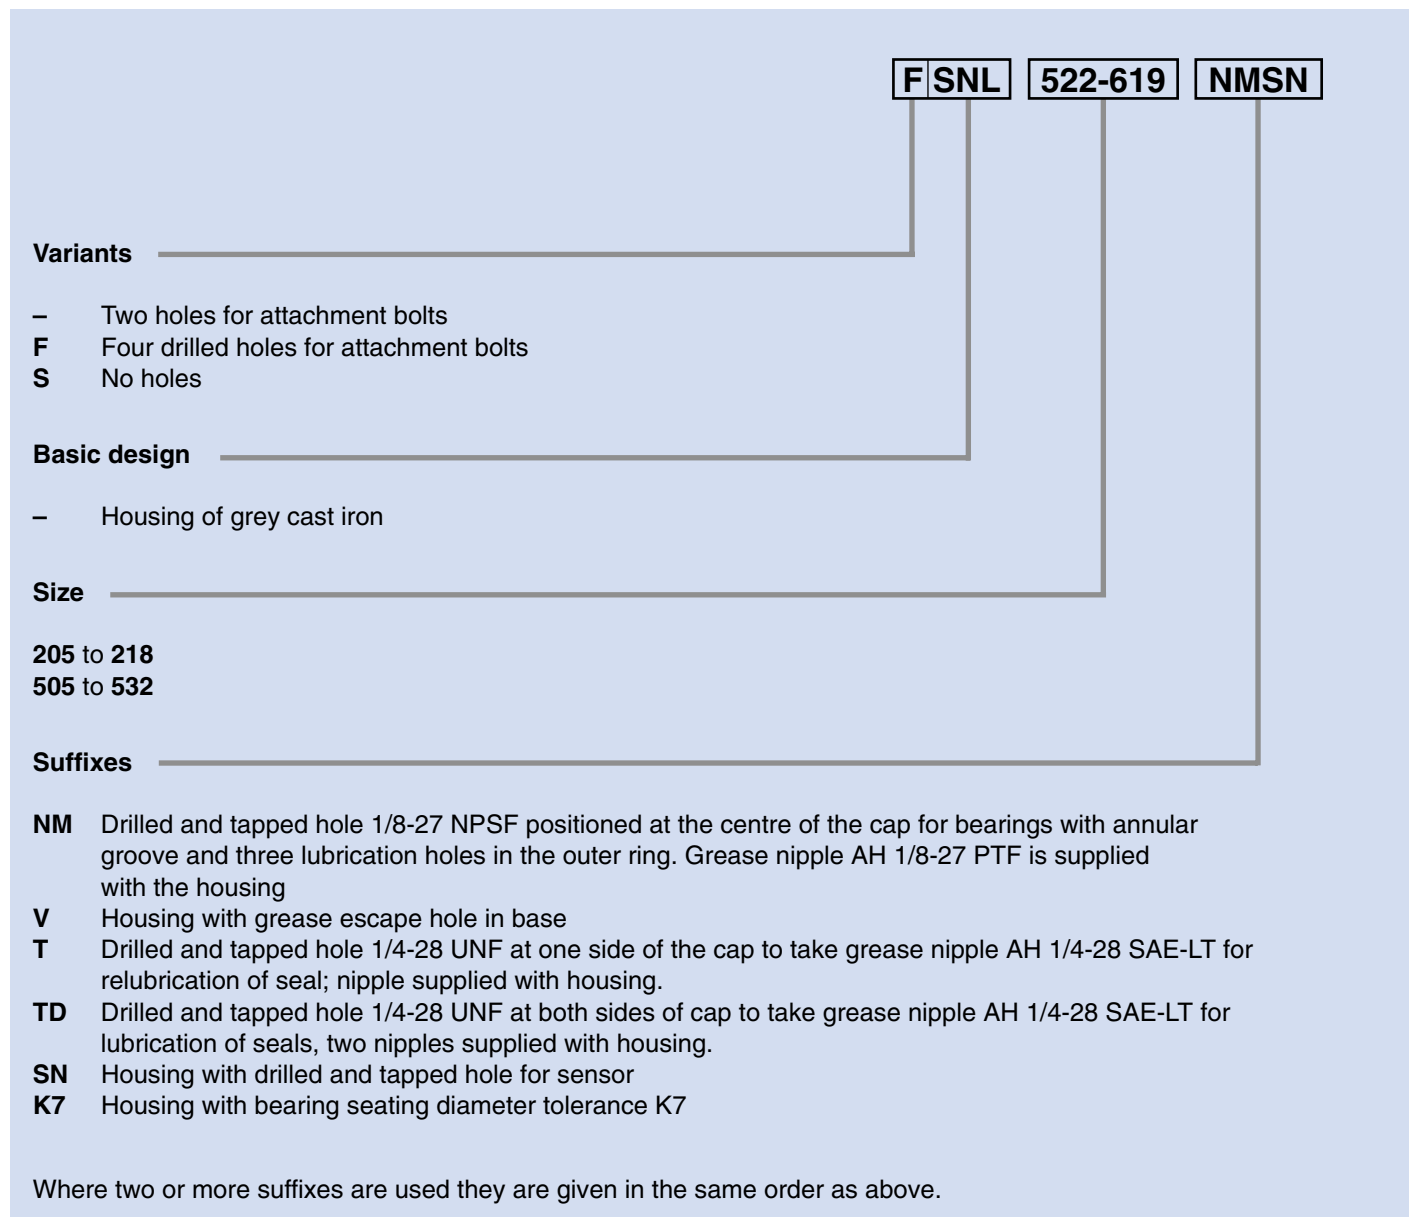 F SNL 522-619 NMSN
Variants
– Two holes for attachment bolts
F Four drilled holes for attachment bolts
S No holes
Basic design
– Housing of grey cast iron
Size
205 to 218
505 to 532
Suffixes
NM Drilled and tapped hole 1/8-27 NPSF positioned at the centre of the cap for bearings with annular
groove and three lubrication holes in the outer ring. Grease nipple AH 1/8-27 PTF is supplied
with the housing
V Housing with grease escape hole in base
T Drilled and tapped hole 1/4-28 UNF at one side of the cap to take grease nipple AH 1/4-28 SAE-LT for
relubrication of seal; nipple supplied with housing.
TD Drilled and tapped hole 1/4-28 UNF at both sides of cap to take grease nipple AH 1/4-28 SAE-LT for
lubrication of seals, two nipples supplied with housing.
SN Housing with drilled and tapped hole for sensor
K7 Housing with bearing seating diameter tolerance K7
Where two or more suffixes are used they are given in the same order as above.